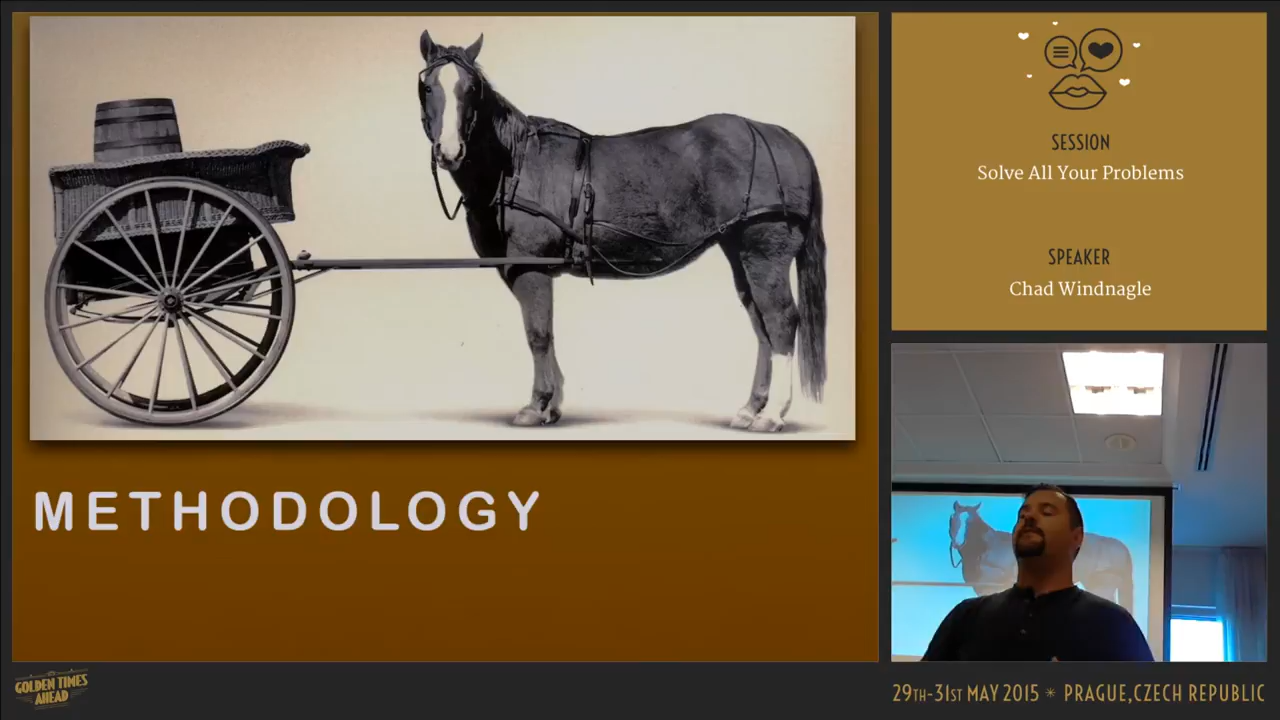 METHODOLOGY
SESSION
Solve All Your Problems
SPEAKER
Chad Windnagle
GOLDEN TIMES
AHEAD
29TH-31ST MAY 2015 * PRAGUE, CZECH REPUBLIC